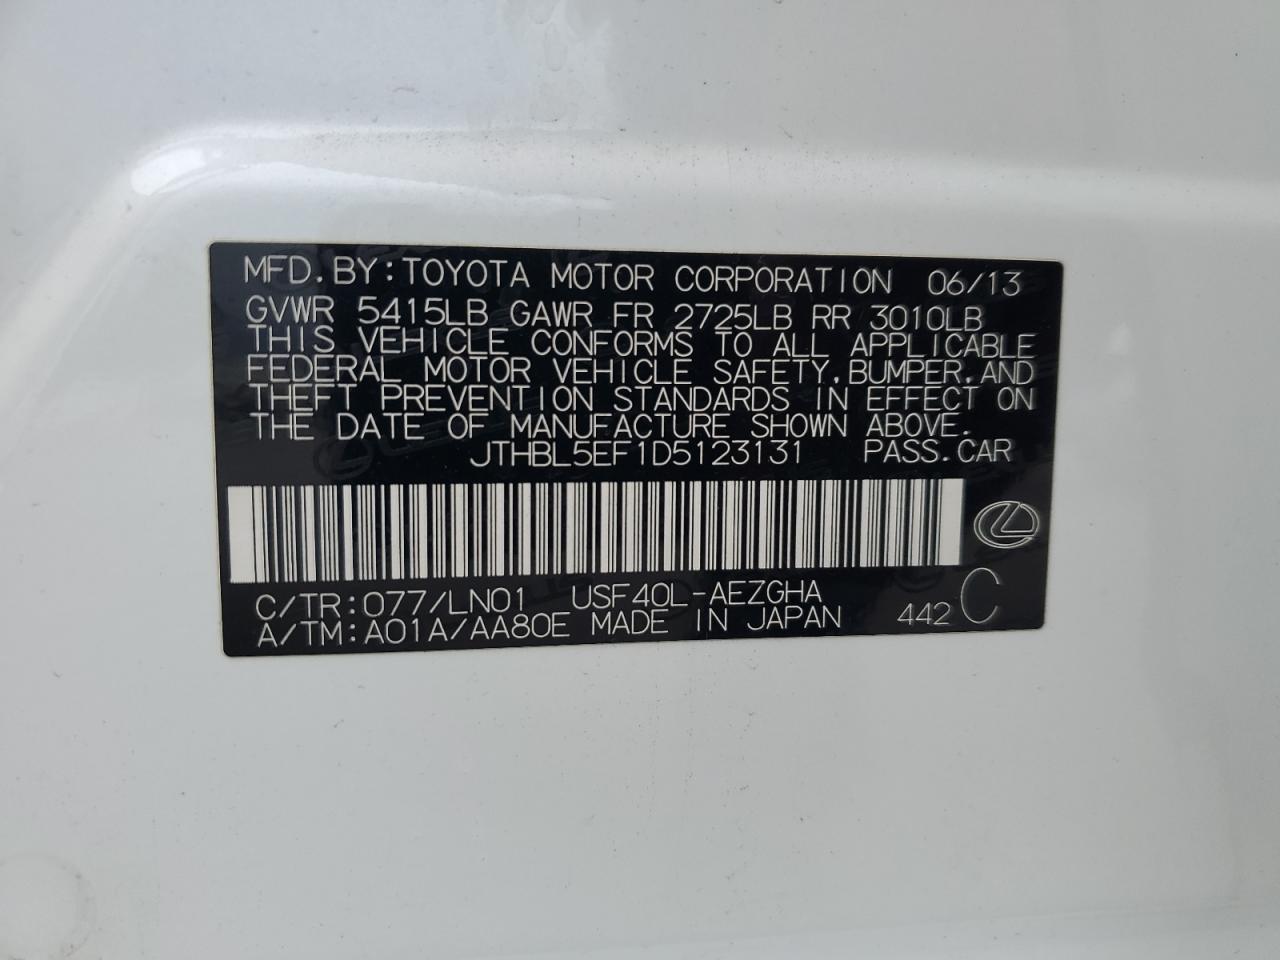 MFD.BY:TOYOTA MOTOR CORPORATION 06/13
GVWR 5415LB GAWR FR 2725LB RR 3010LB
THIS VEHICLE CONFORMS TO ALL APPLICABLE
FEDERAL MOTOR VEHICLE SAFETY,BUMPER,AND
THEFT PREVENTION STANDARDS IN EFFECT ON
THE DATE OF MANUFACTURE SHOWN ABOVE.
JTHBL5EF1D5123131 PASS.CAR
C/TR:077/LN01 USF40L-AEZGHA
A/TM:A01A/AA80E MADE IN JAPAN 442 C